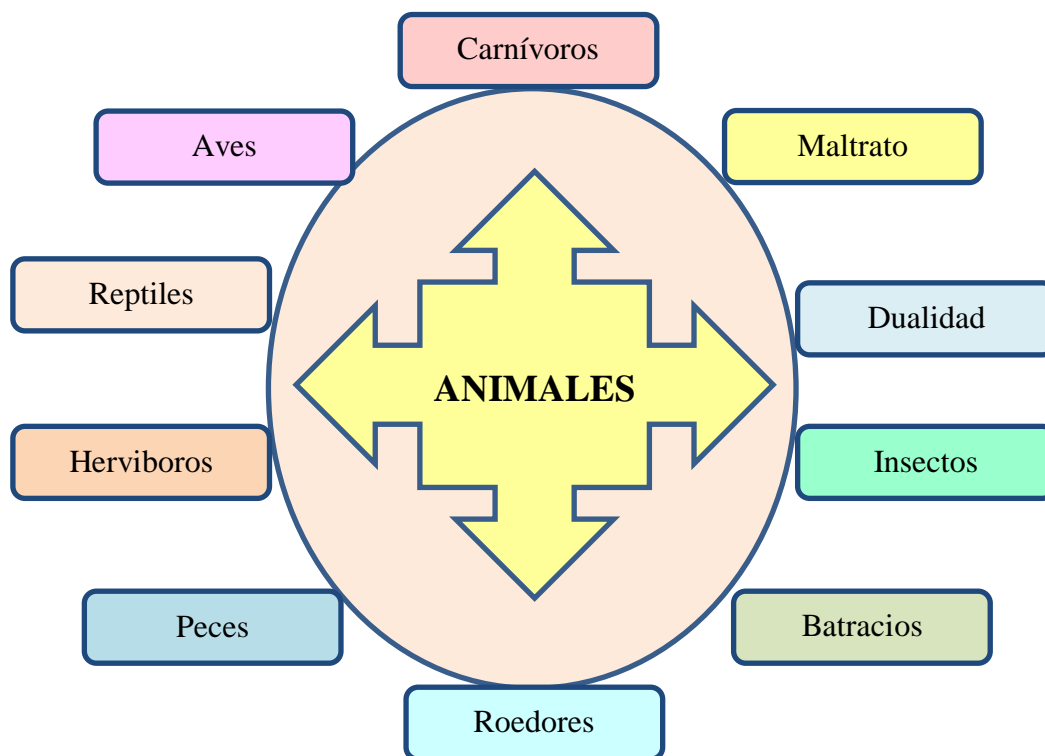 Carnívoros
Aves
Maltrato
Reptiles
Dualidad
ANIMALES
Herviboros
Insectos
Peces
Batracios
Roedores